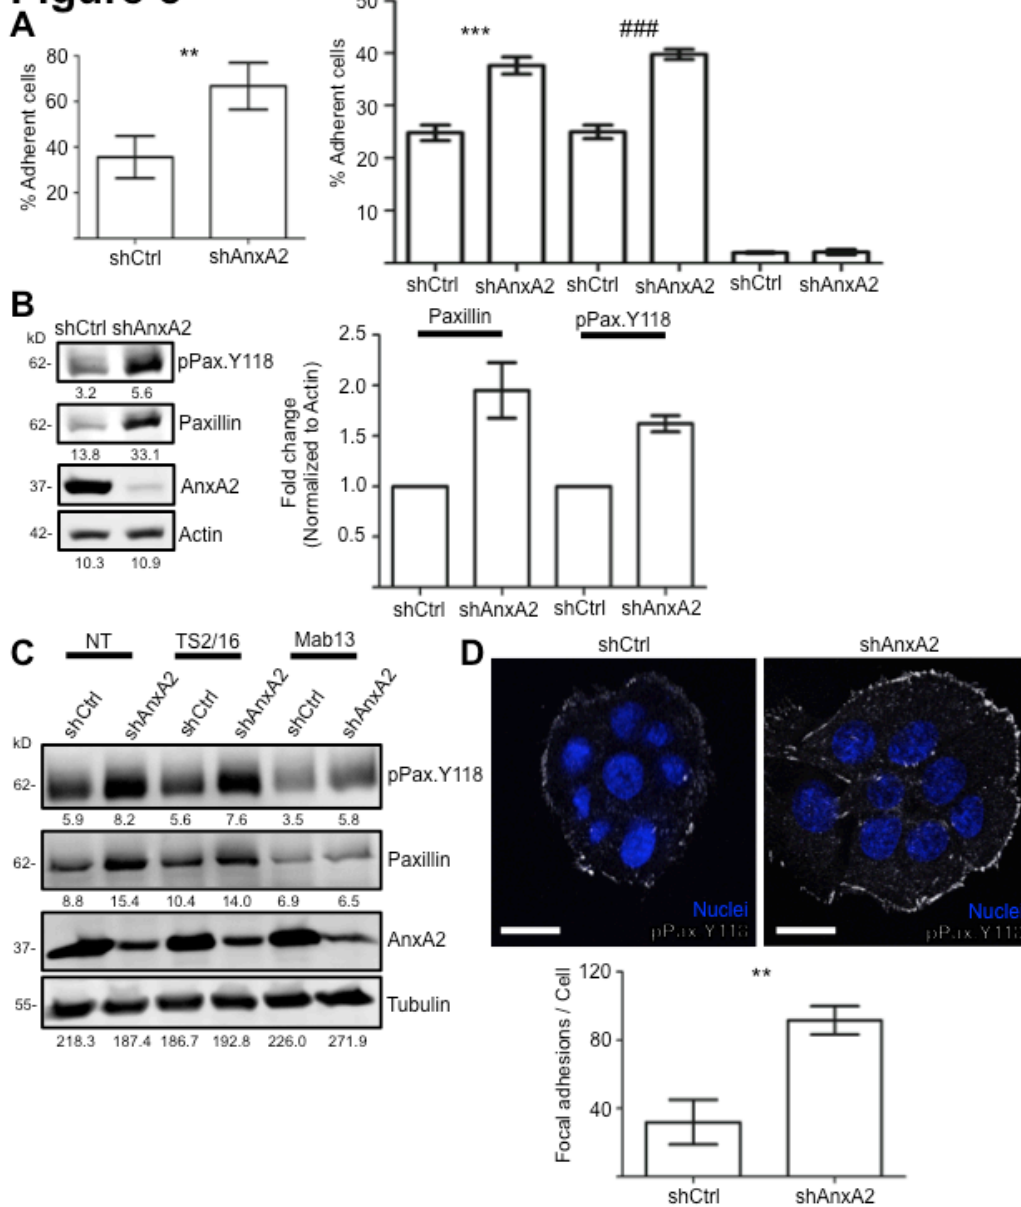 A
% Adherent cells
80
60
40
20
**
shCtrl
shAnxA2
% Adherent cells
50
40
30
20
10
***
###
shCtrl shAnxA2 shCtrl shAnxA2 shCtrl shAnxA2
B
shCtrl shAnxA2
kD
62- pPax.Y118
3.2 5.6
62- Paxillin
13.8 33.1
37- AnxA2
42- Actin
10.3 10.9
Fold change
(Normalized to Actin)
2.5
2.0
1.5
1.0
0.5
Paxillin
pPax.Y118
shCtrl shAnxA2 shCtrl shAnxA2
C
NT TS2/16 Mab13
shCtrl shAnxA2 shCtrl shAnxA2 shCtrl shAnxA2
kD
62- pPax.Y118
5.9 8.2 5.6 7.6 3.5 5.8
62- Paxillin
8.8 15.4 10.4 14.0 6.9 6.5
37- AnxA2
55- Tubulin
218.3 187.4 186.7 192.8 226.0 271.9
D
shCtrl
shAnxA2
Nuclei
pPax.Y118
Nuclei
pPax.Y118
Focal adhesions / Cell
120
80
40
**
shCtrl
shAnxA2